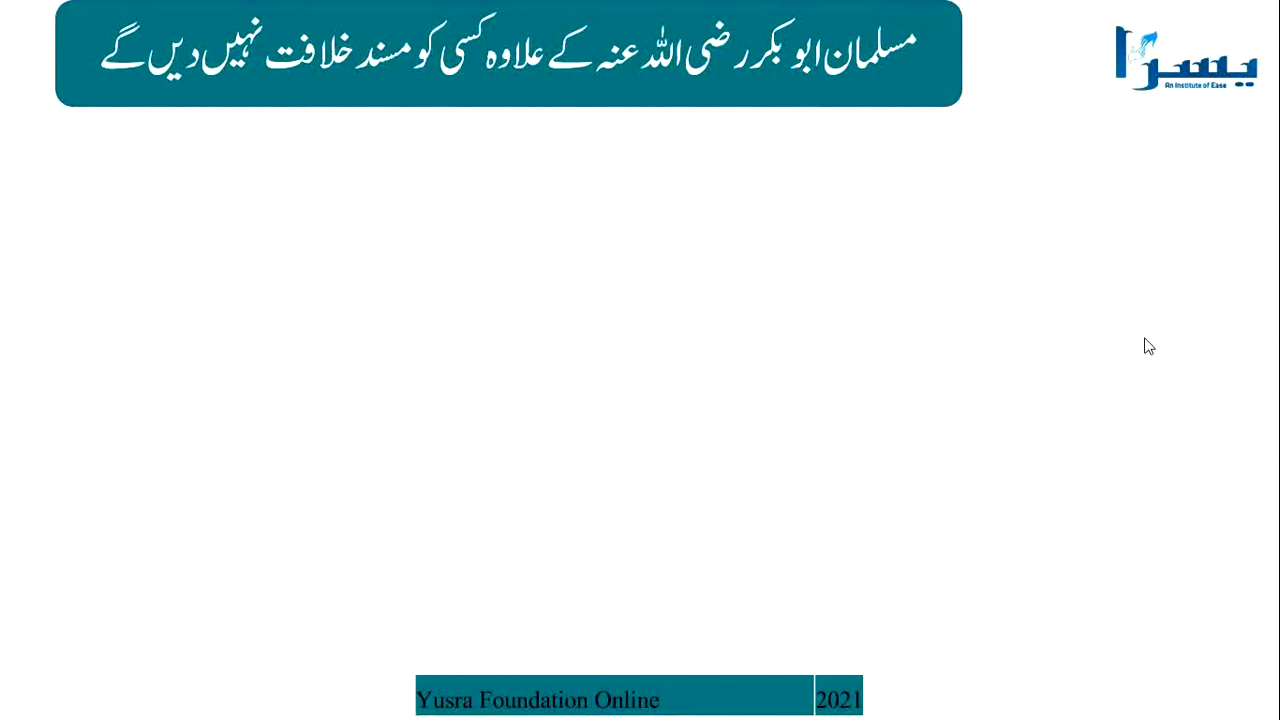 مسلمان ابو بکر رضی اللہ عنہ کے علاوہ کسی کو مسند خلافت نہیں دیں گے
یسرا
An Institute of Ease
Yusra Foundation Online 2021